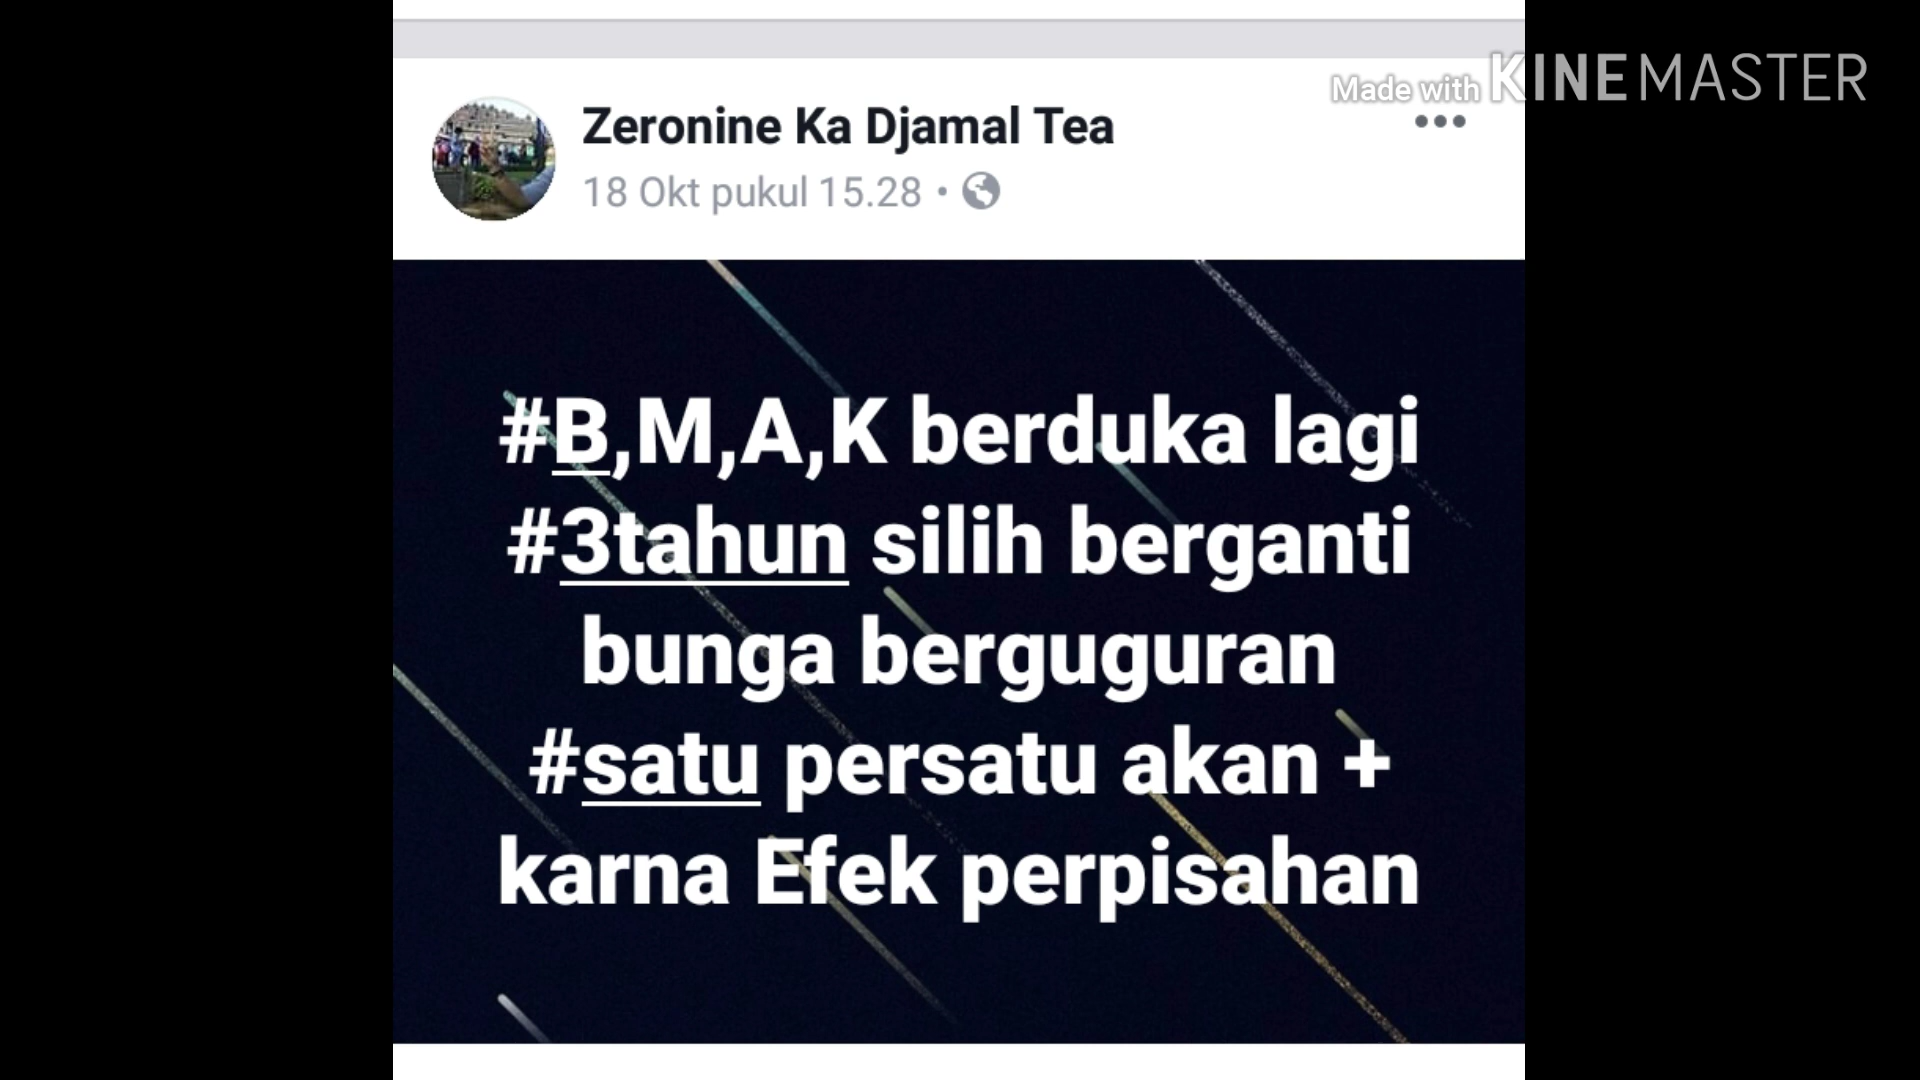 Made with KINEMASTER
Zeronine Ka Djamal Tea
18 Okt pukul 15.28 •
#B,M,A,K berduka lagi
#3tahun silih berganti
bunga berguguran
#satu persatu akan +
karna Efek perpisahan